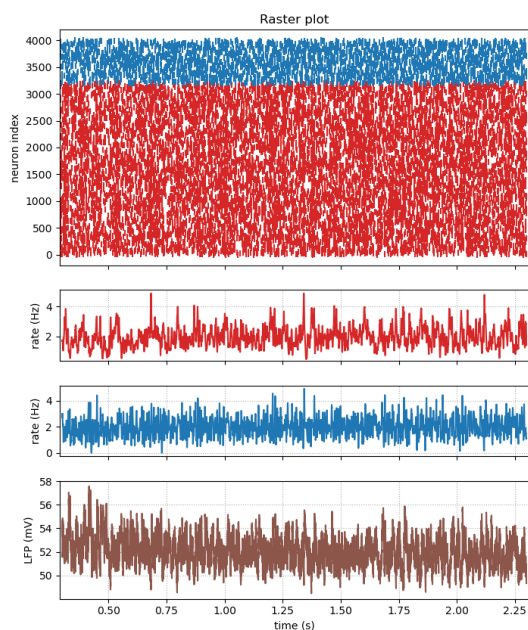 Raster plot
4000
3500
3000
2500
2000
1500
1000
500
0
neuron index
4
2
rate (Hz)
4
2
0
rate (Hz)
58
56
54
52
50
LFP (mV)
0.50 0.75 1.00 1.25 1.50 1.75 2.00 2.25
time (s)